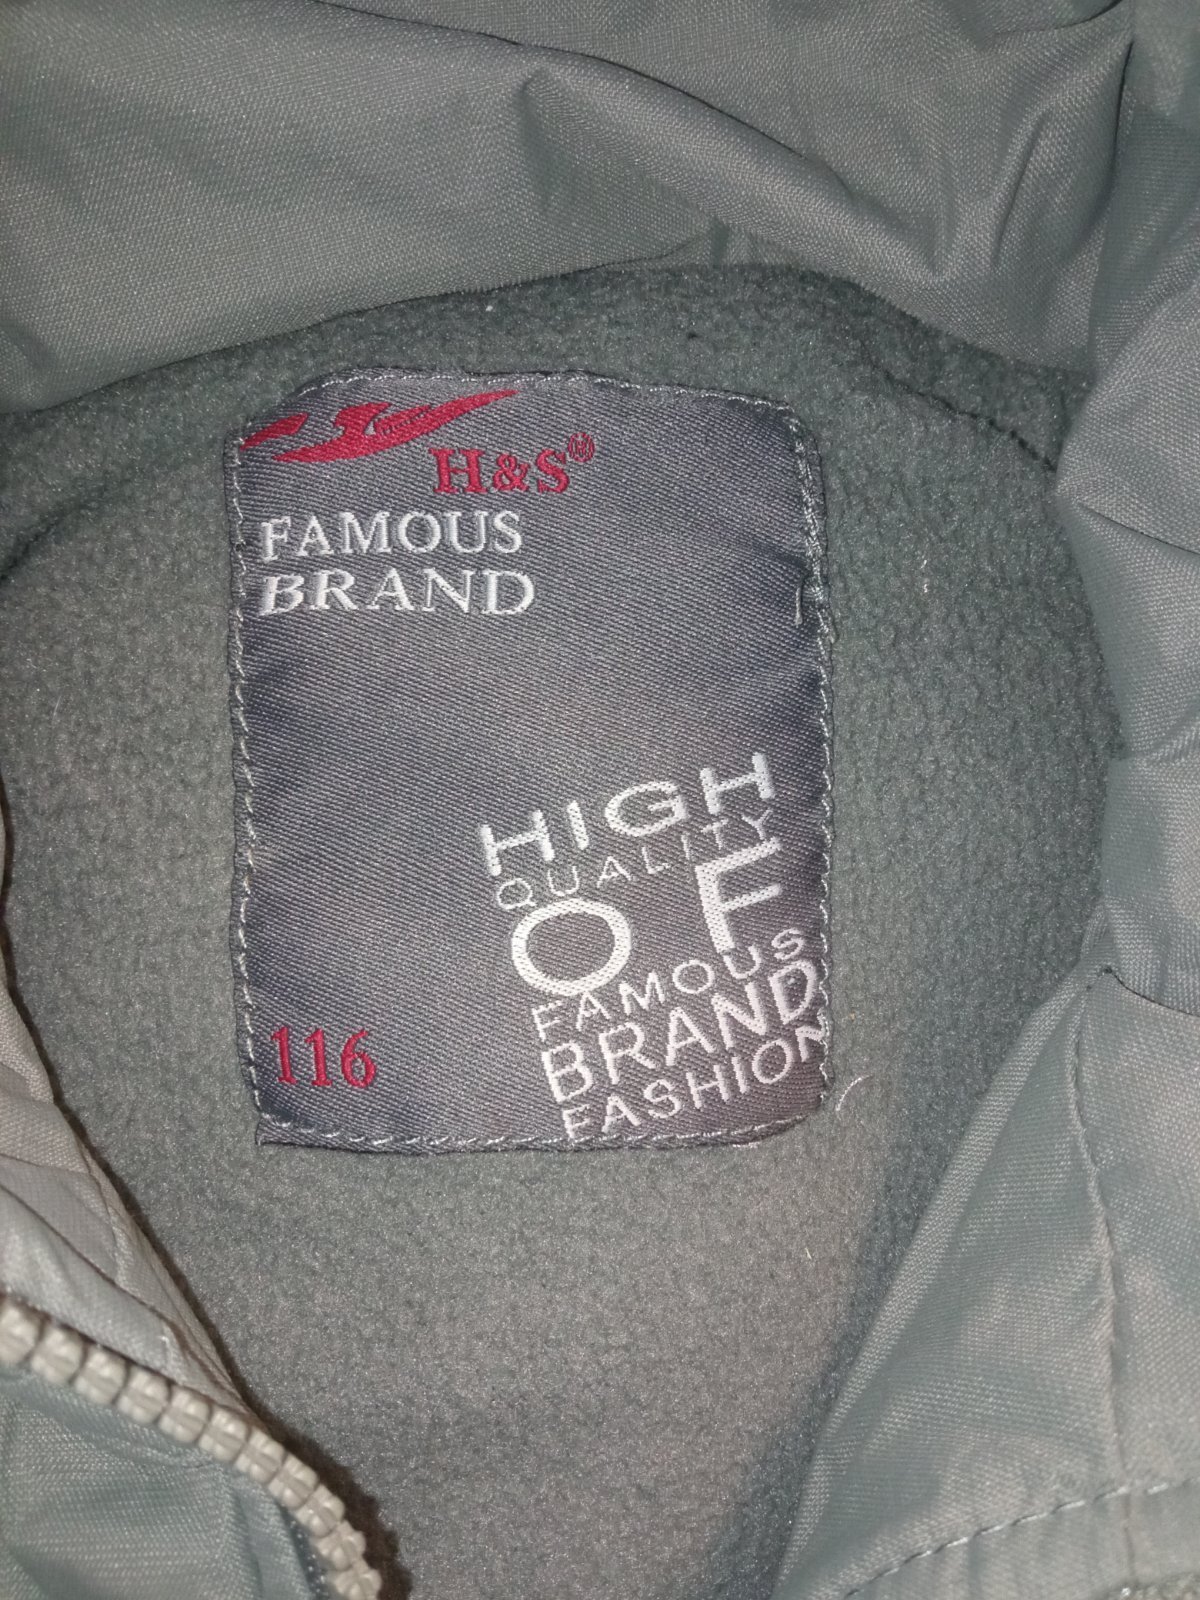 H&S®
FAMOUS
BRAND
HIGH
QUALITY
OF
FAMOUS
BRAND
FASHION
116